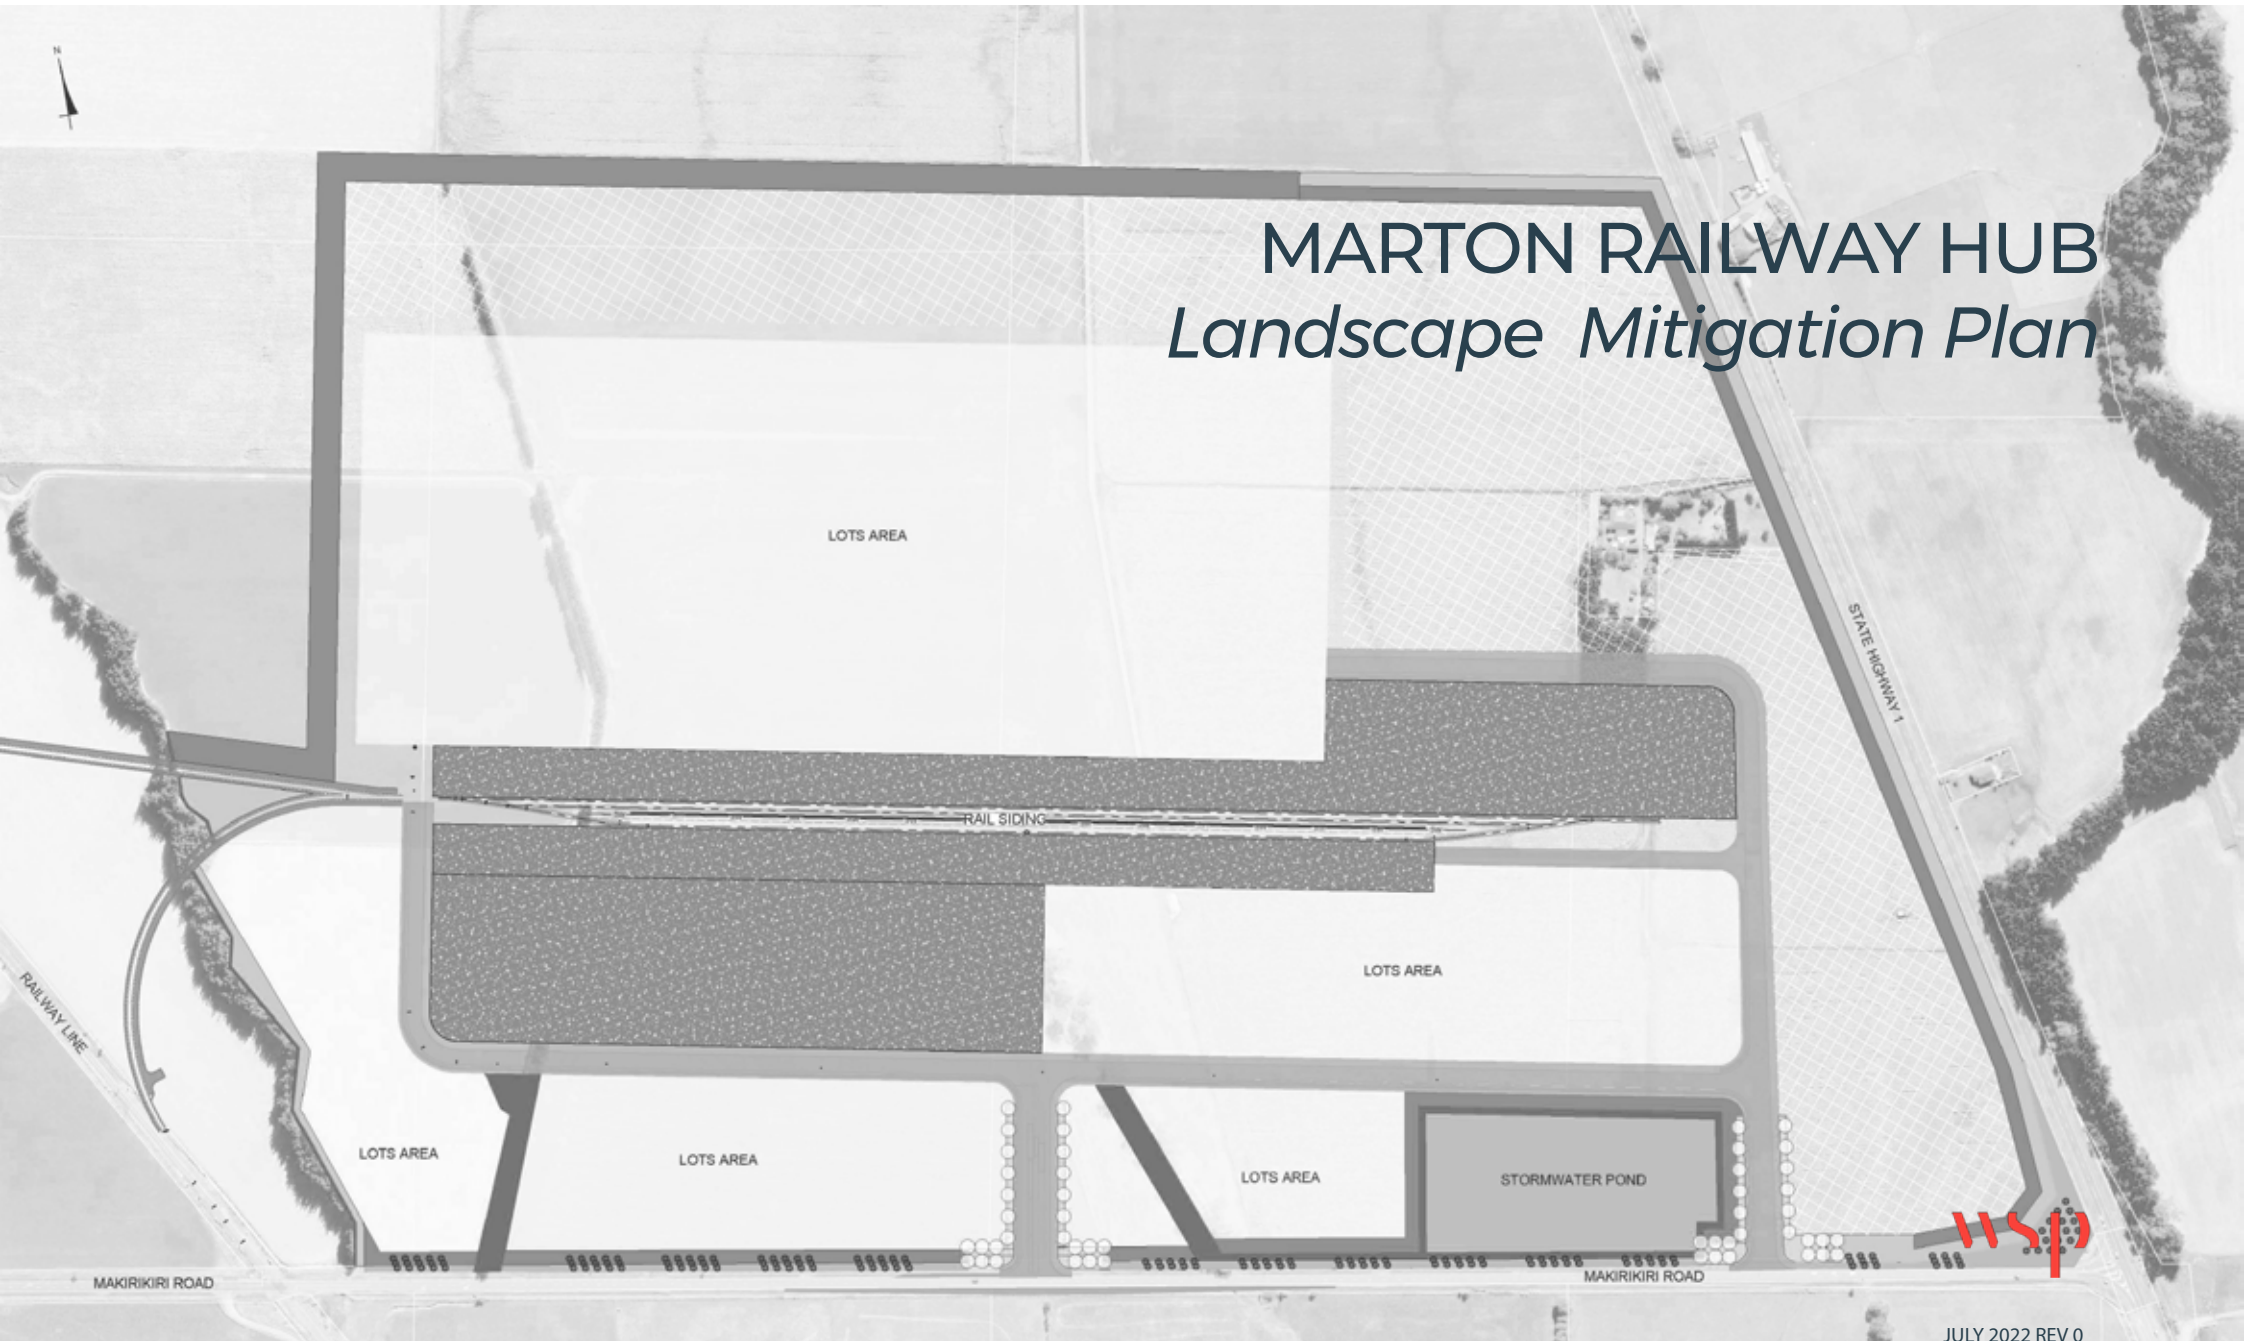 N
MARTON RAILWAY HUB
Landscape Mitigation Plan
LOTS AREA
STATE HIGHWAY 1
RAIL SIDING
LOTS AREA
RAILWAY LINE
LOTS AREA
LOTS AREA
LOTS AREA
STORMWATER POND
wsp
MAKIRIKIRI ROAD
MAKIRIKIRI ROAD
JULY 2022 REV 0